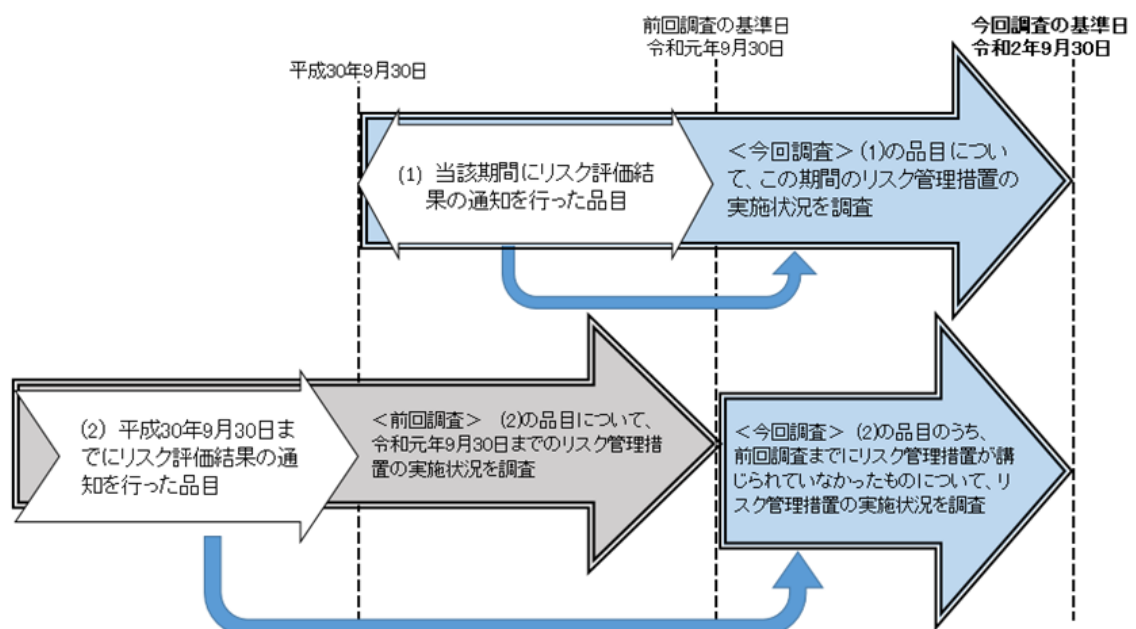 前回調査の基準日
令和元年9月30日
今回調査の基準日
令和2年9月30日
平成30年9月30日
(1) 当該期間にリスク評価結
果の通知を行った品目
＜今回調査＞(1)の品目につい
て、この期間のリスク管理措置の
実施状況を調査
(2) 平成30年9月30日ま
でにリスク評価結果の通
知を行った品目
＜前回調査＞ (2)の品目について、
令和元年9月30日までのリスク管理措
置の実施状況を調査
＜今回調査＞(2)の品目のうち、
前回調査までにリスク管理措置が講
じられていなかったものについて、リ
スク管理措置の実施状況を調査